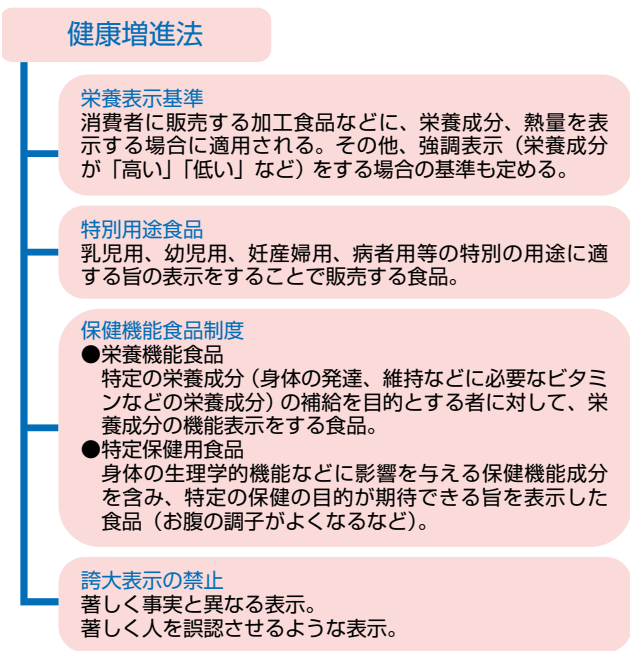 健康増進法
栄養表示基準
消費者に販売する加工食品などに、栄養成分、熱量を表
示する場合に適用される。その他、強調表示（栄養成分
が「高い」「低い」など）をする場合の基準も定める。
特別用途食品
乳児用、幼児用、妊産婦用、病者用等の特別の用途に適
する旨の表示をすることで販売する食品。
保健機能食品制度
●栄養機能食品
特定の栄養成分（身体の発達、維持などに必要なビタミ
ンなどの栄養成分）の補給を目的とする者に対して、栄
養成分の機能表示をする食品。
●特定保健用食品
身体の生理学的機能などに影響を与える保健機能成分
を含み、特定の保健の目的が期待できる旨を表示した
食品（お腹の調子がよくなるなど）。
誇大表示の禁止
著しく事実と異なる表示。
著しく人を誤認させるような表示。